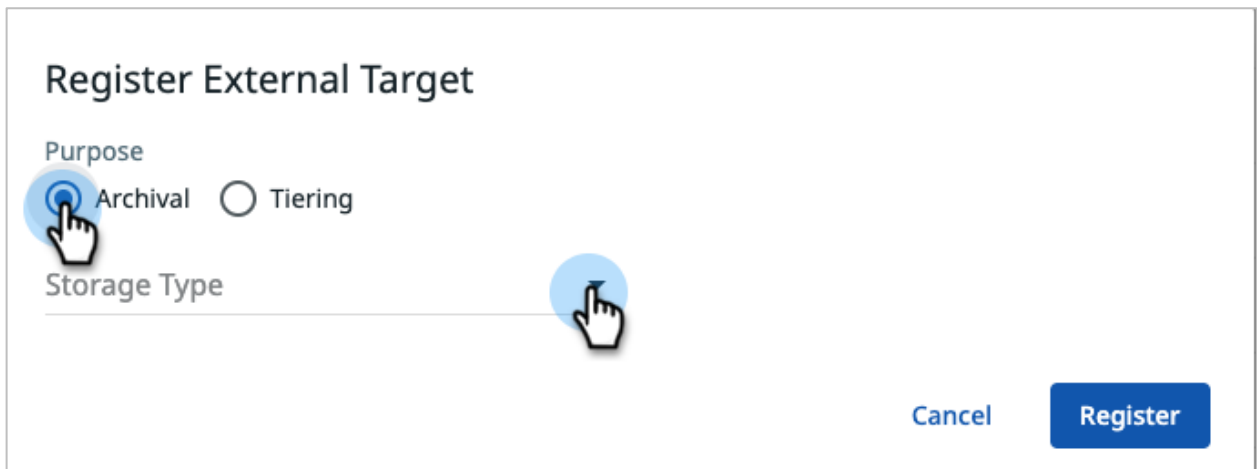 Register External Target
Purpose
Archival Tiering
Storage Type
Cancel Register